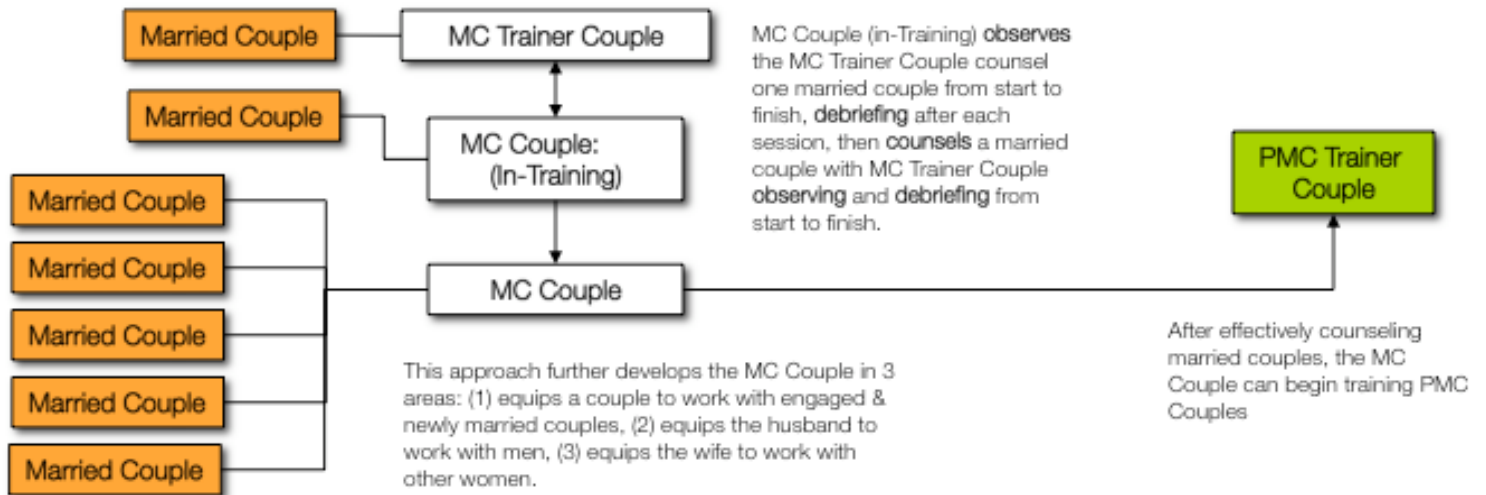 Married Couple
MC Trainer Couple
MC Couple (in-Training) observes
the MC Trainer Couple counsel
one married couple from start to
finish, debriefing after each
session, then counsels a married
couple with MC Trainer Couple
observing and debriefing from
start to finish.
Married Couple
MC Couple:
(In-Training)
PMC Trainer
Couple
Married Couple
Married Couple
Married Couple
Married Couple
Married Couple
MC Couple
This approach further develops the MC Couple in 3
areas: (1) equips a couple to work with engaged &
newly married couples, (2) equips the husband to
work with men, (3) equips the wife to work with
other women.
After effectively counseling
married couples, the MC
Couple can begin training PMC
Couples